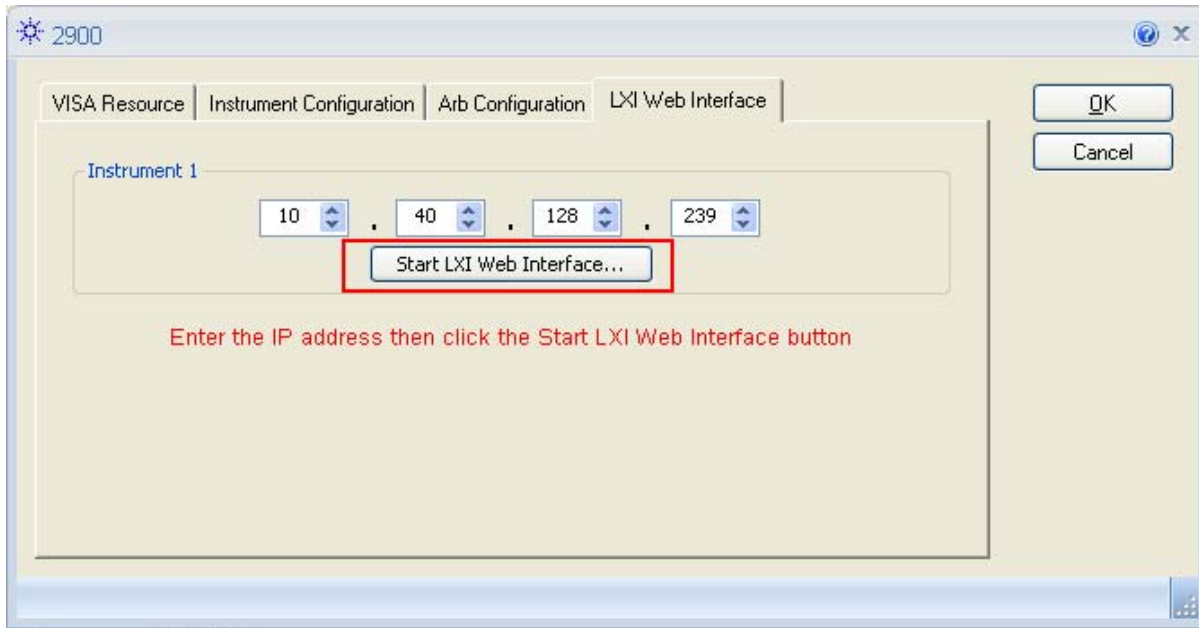 2900
VISA Resource Instrument Configuration Arb Configuration LXI Web Interface
OK
Cancel
Instrument 1
10 . 40 . 128 . 239
Start LXI Web Interface...
Enter the IP address then click the Start LXI Web Interface button